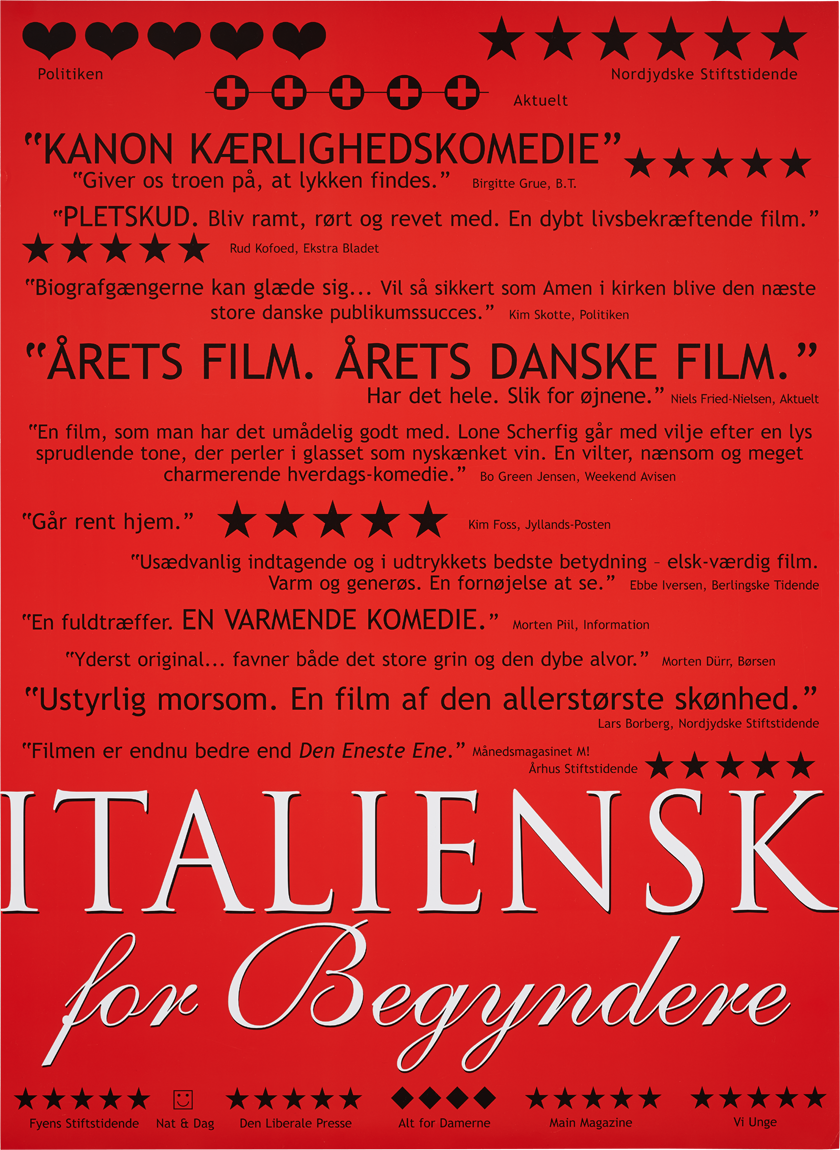 Politiken
Nordjydske Stiftstidende
Aktuelt
“KANON KÆRLIGHEDSKOMEDIE”
“Giver os troen på, at lykken findes.” Birgitte Grue, B.T.
“PLETSKUD. Bliv ramt, rørt og revet med. En dybt livsbekræftende film.”
Rud Kofoed, Ekstra Bladet
“Biografgængerne kan glæde sig... Vil så sikkert som Amen i kirken blive den næste
store danske publikumssucces.” Kim Skotte, Politiken
“ÅRETS FILM. ÅRETS DANSKE FILM.”
Har det hele. Slik for øjnene.” Niels Fried-Nielsen, Aktuelt
“En film, som man har det umådelig godt med. Lone Scherfig går med vilje efter en lys
sprudlende tone, der perler i glasset som nyskænket vin. En vilter, nænsom og meget
charmerende hverdags-komedie.” Bo Green Jensen, Weekend Avisen
“Går rent hjem.” Kim Foss, Jyllands-Posten
“Usædvanlig indtagende og i udtrykkets bedste betydning – elsk-værdig film.
Varm og generøs. En fornøjelse at se.” Ebbe Iversen, Berlingske Tidende
“En fuldtræffer. EN VARMENDE KOMEDIE.” Morten Piil, Information
“Yderst original... favner både det store grin og den dybe alvor.” Morten Dürr, Børsen
“Ustyrlig morsom. En film af den allerstørste skønhed.”
Lars Borberg, Nordjydske Stiftstidende
“Filmen er endnu bedre end Den Eneste Ene.” Månedsmagasinet M!
Århus Stiftstidende
ITALIENSK
for Begyndere
Fyens Stiftstidende Nat & Dag Den Liberale Presse Alt for Damerne Main Magazine Vi Unge